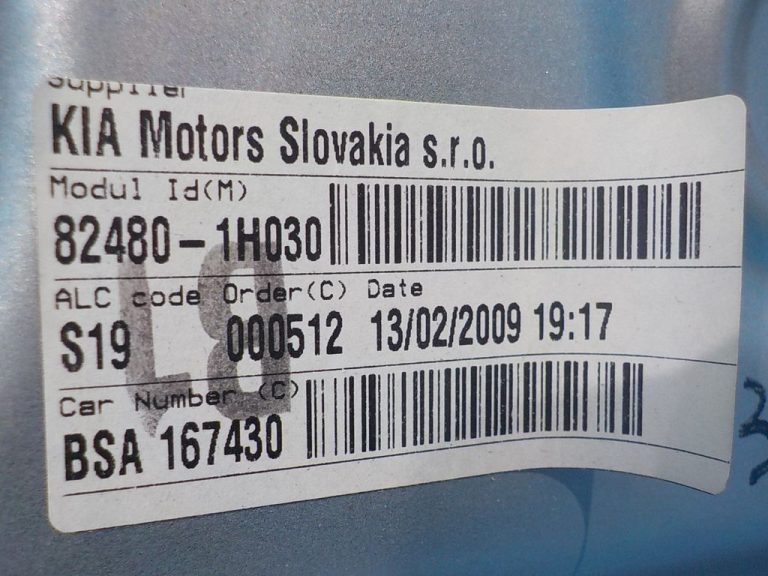 Supplier
KIA Motors Slovakia s.r.o.
Modul Id(M)
82480-1H030
ALC code Order(C) Date
S19 000512 13/02/2009 19:17
Car Number (C)
BSA 167430